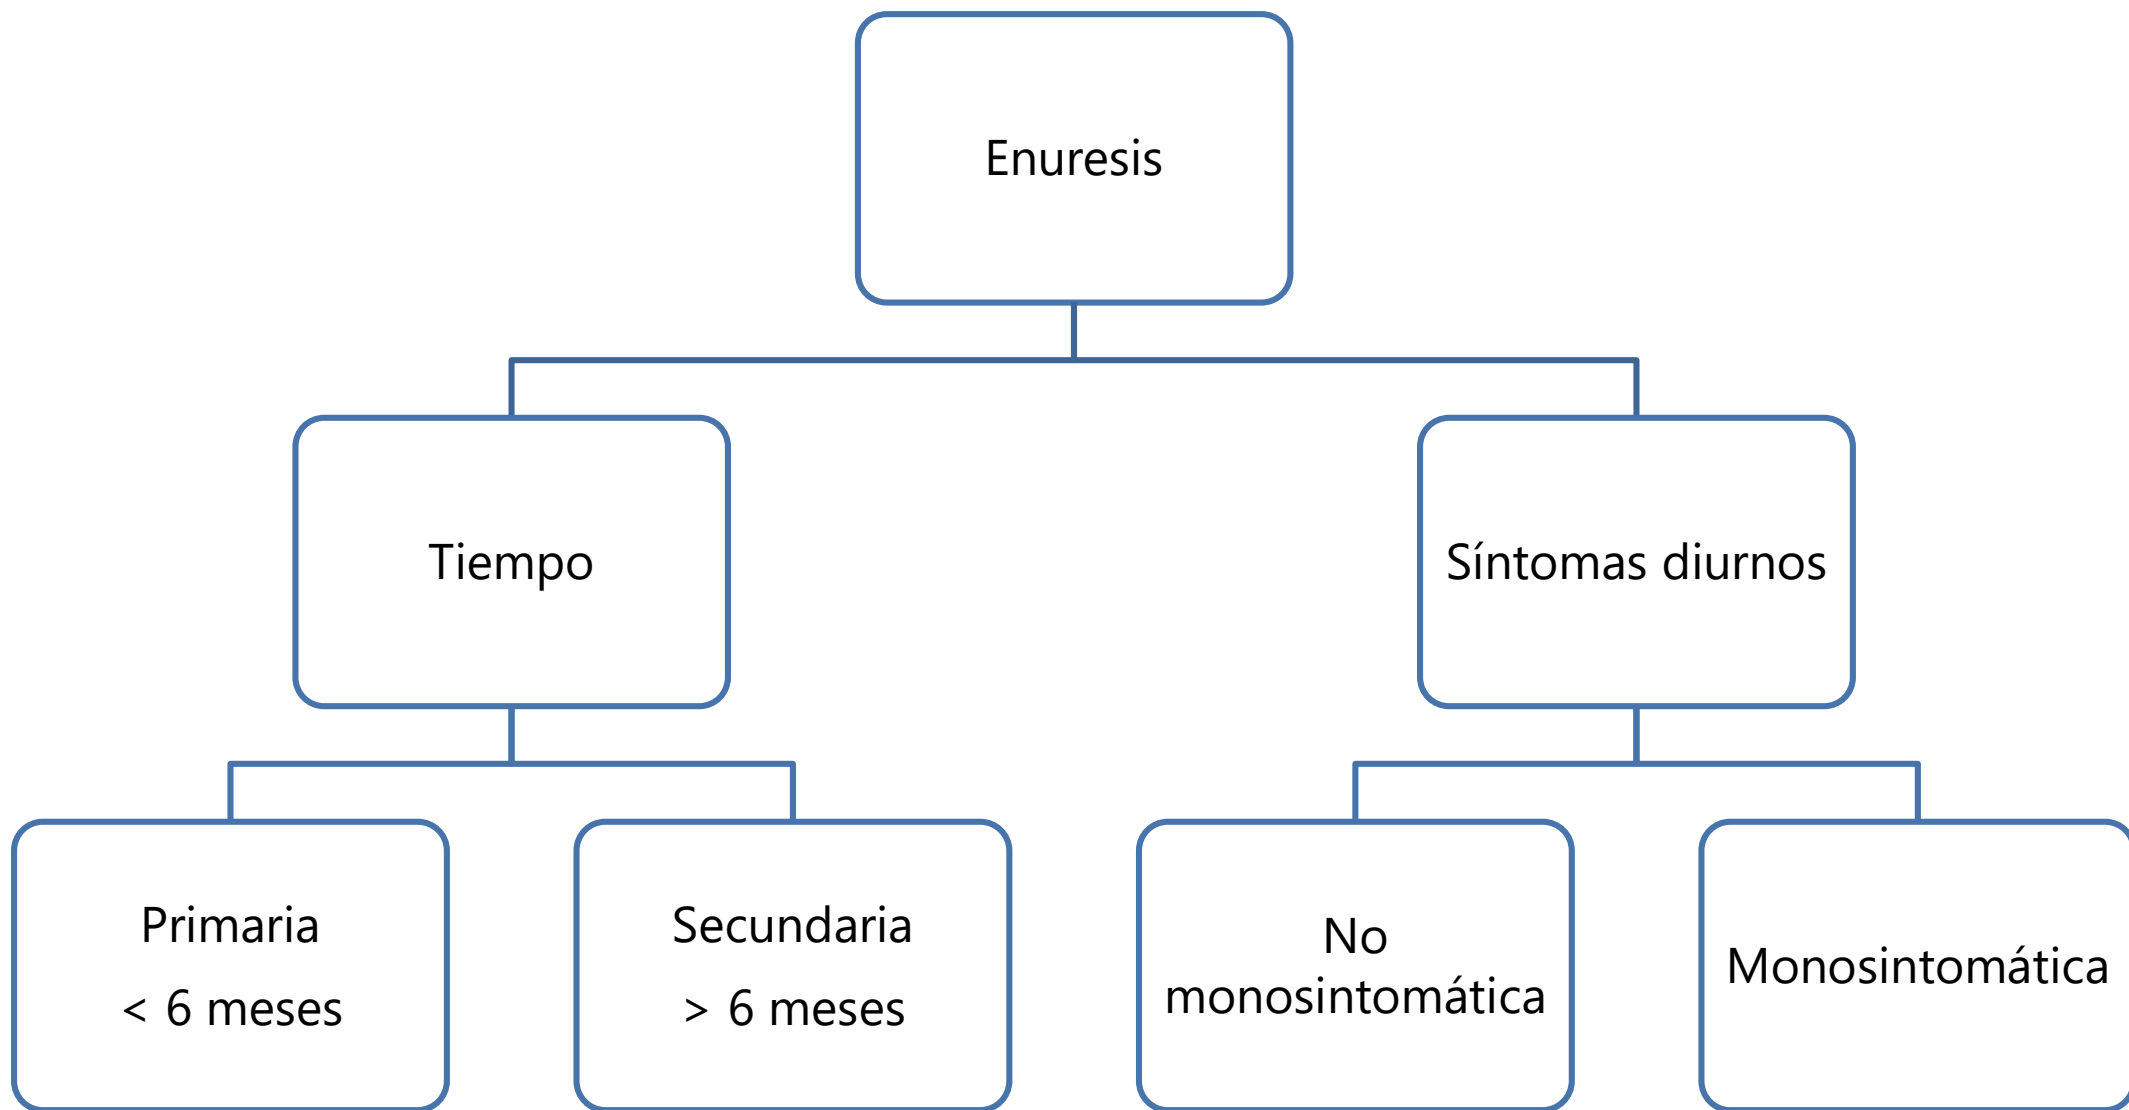 Enuresis
Tiempo
Síntomas diurnos
Primaria
< 6 meses
Secundaria
> 6 meses
No
monosintomática
Monosintomática